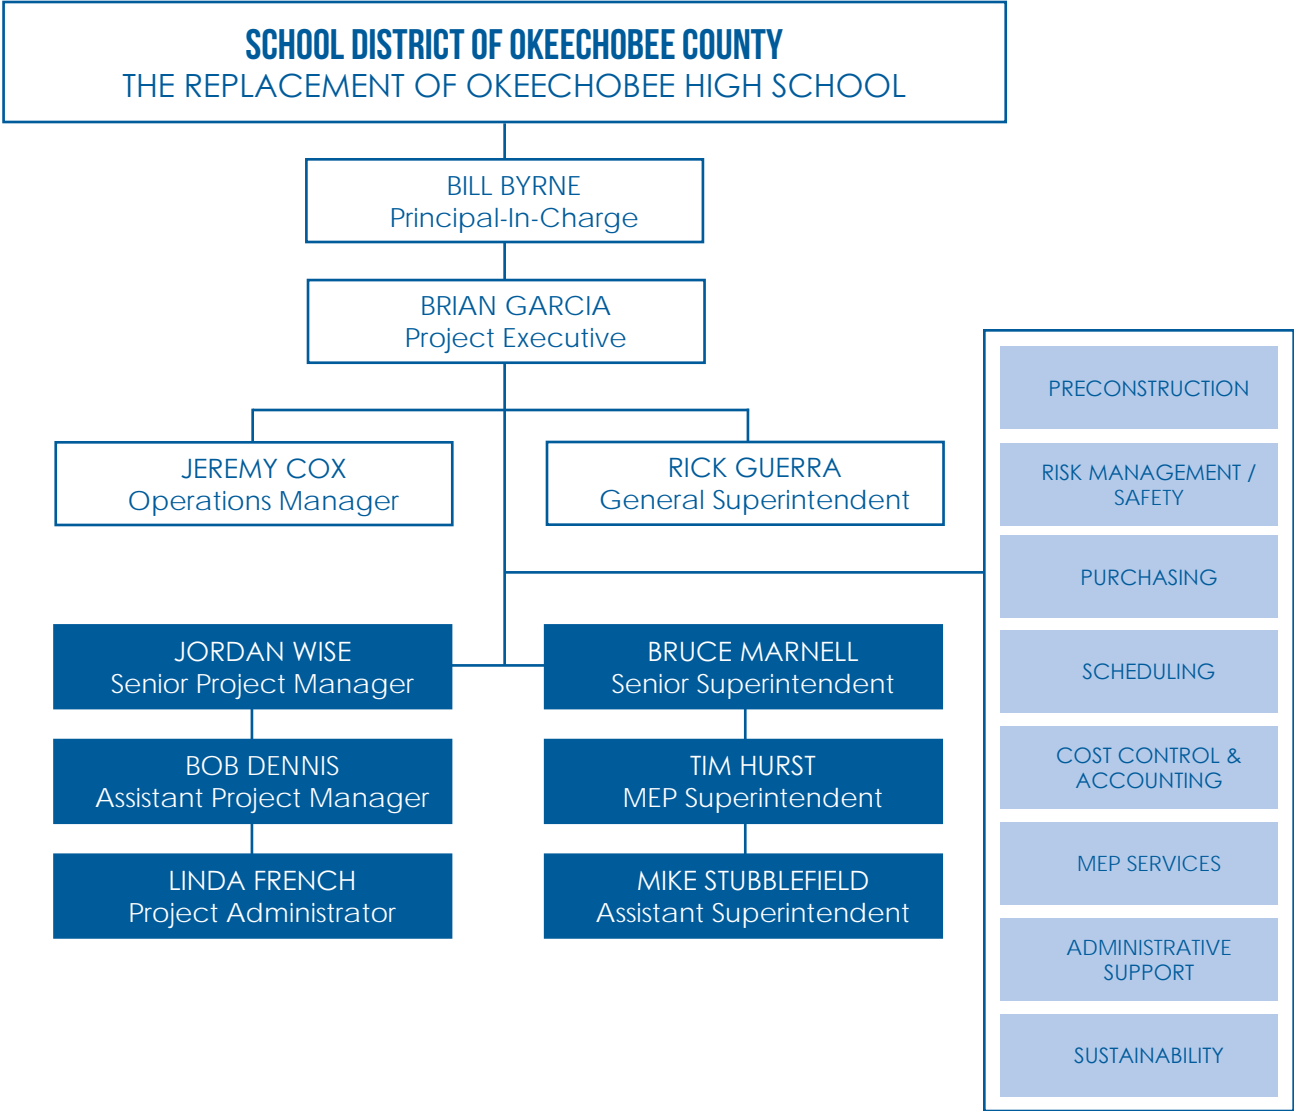 SCHOOL DISTRICT OF OKEECHOBEE COUNTY
THE REPLACEMENT OF OKEECHOBEE HIGH SCHOOL
BILL BYRNE
Principal-In-Charge
BRIAN GARCIA
Project Executive
JEREMY COX
Operations Manager
RICK GUERRA
General Superintendent
JORDAN WISE
Senior Project Manager
BRUCE MARNELL
Senior Superintendent
BOB DENNIS
Assistant Project Manager
TIM HURST
MEP Superintendent
LINDA FRENCH
Project Administrator
MIKE STUBBLEFIELD
Assistant Superintendent
PRECONSTRUCTION
RISK MANAGEMENT /
SAFETY
PURCHASING
SCHEDULING
COST CONTROL &
ACCOUNTING
MEP SERVICES
ADMINISTRATIVE
SUPPORT
SUSTAINABILITY